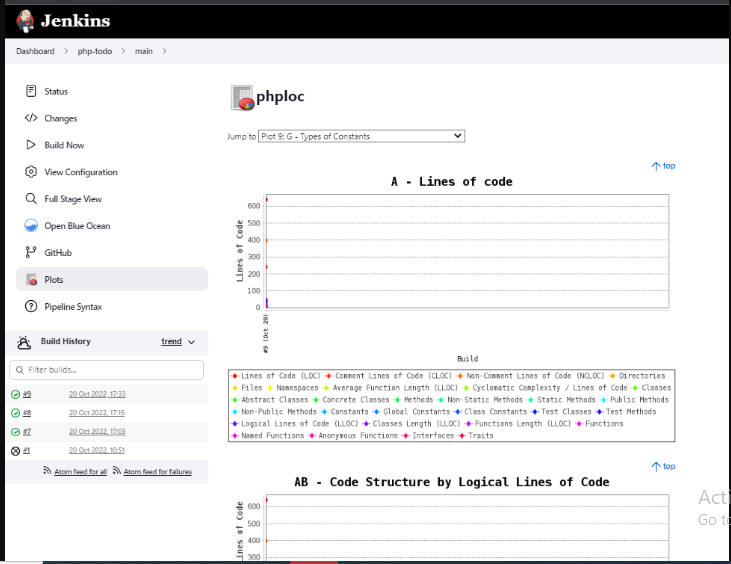 Jenkins
Dashboard > php-todo > main >
Status
Changes
Build Now
View Configuration
Full Stage View
Open Blue Ocean
GitHub
Plots
Pipeline Syntax
Build History trend
Filter builds...
#9 20 Oct 2022, 17:33
#8 20 Oct 2022, 17:15
#7 20 Oct 2022, 17:03
#1 20 Oct 2022, 10:51
Atom feed for all Atom feed for failures
phploc
Jump to Plot 9: G - Types of Constants
top
A - Lines of code
Lines of Code
600
500
400
300
200
100
0
#9 (Oct 20)
Build
Lines of Code (LOC) Comment Lines of Code (CLOC) Non-Comment Lines of Code (NCLOC) Directories
Files Namespaces Average Function Length (LLOC) Cyclomatic Complexity / Lines of Code Classes
Abstract Classes Concrete Classes Methods Non-Static Methods Static Methods Public Methods
Non-Public Methods Constants Global Constants Class Constants Test Classes Test Methods
Logical Lines of Code (LLOC) Classes Length (LLOC) Functions Length (LLOC) Functions
Named Functions Anonymous Functions Interfaces Traits
top
AB - Code Structure by Logical Lines of Code
of Code
600
500
400
300
Acti
Go to